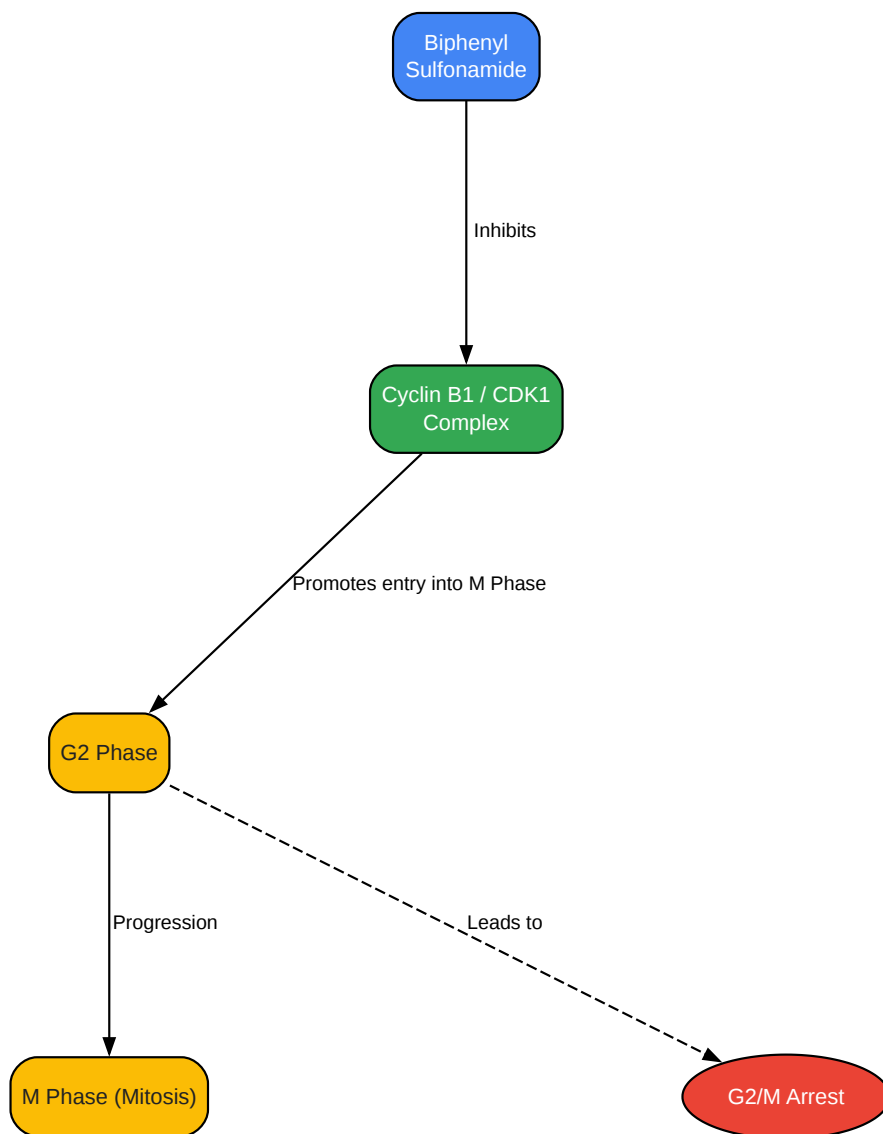 Biphenyl
Sulfonamide
Inhibits
Cyclin B1 / CDK1
Complex
Promotes entry into M Phase
G2 Phase
Progression
Leads to
M Phase (Mitosis)
G2/M Arrest